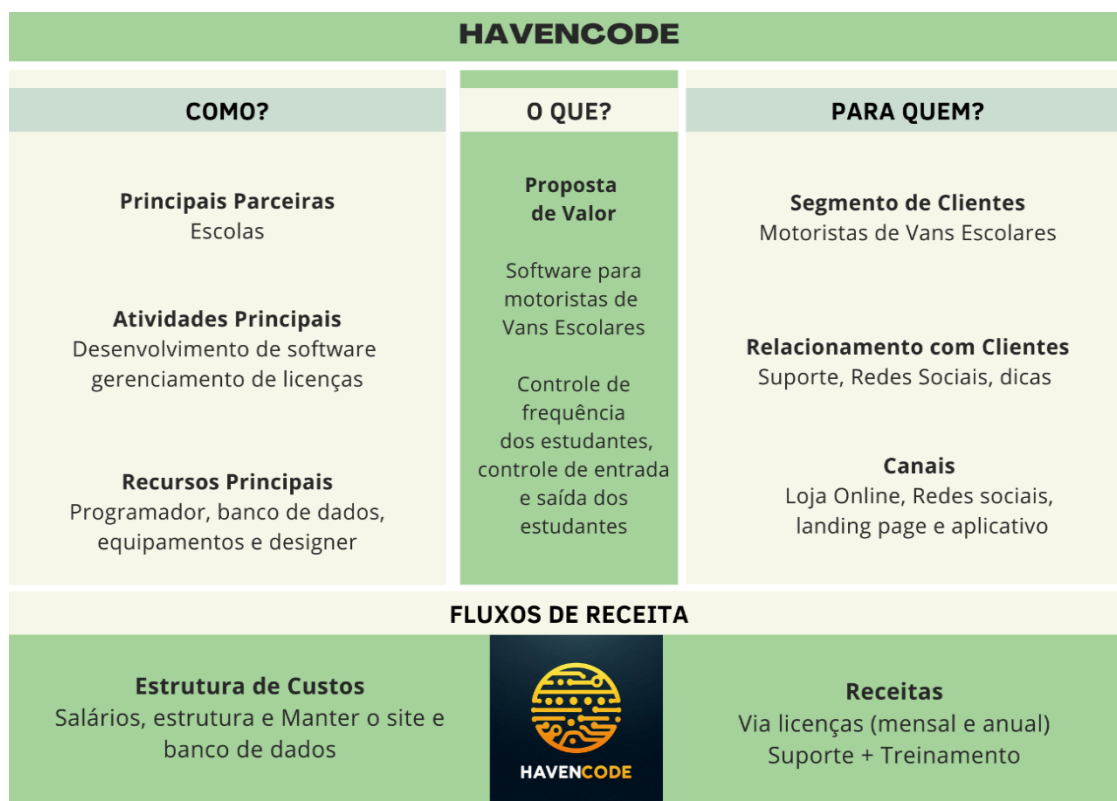 HAVENCODE
COMO?
Principais Parceiras
Escolas
Atividades Principais
Desenvolvimento de software
gerenciamento de licenças
Recursos Principais
Programador, banco de dados,
equipamentos e designer
O QUE?
Proposta
de Valor
Software para
motoristas de
Vans Escolares
Controle de
frequência
dos estudantes,
controle de entrada
e saída dos
estudantes
PARA QUEM?
Segmento de Clientes
Motoristas de Vans Escolares
Relacionamento com Clientes
Suporte, Redes Sociais, dicas
Canais
Loja Online, Redes sociais,
landing page e aplicativo
FLUXOS DE RECEITA
Estrutura de Custos
Salários, estrutura e Manter o site e
banco de dados
HAVENCODE
Receitas
Via licenças (mensal e anual)
Suporte + Treinamento